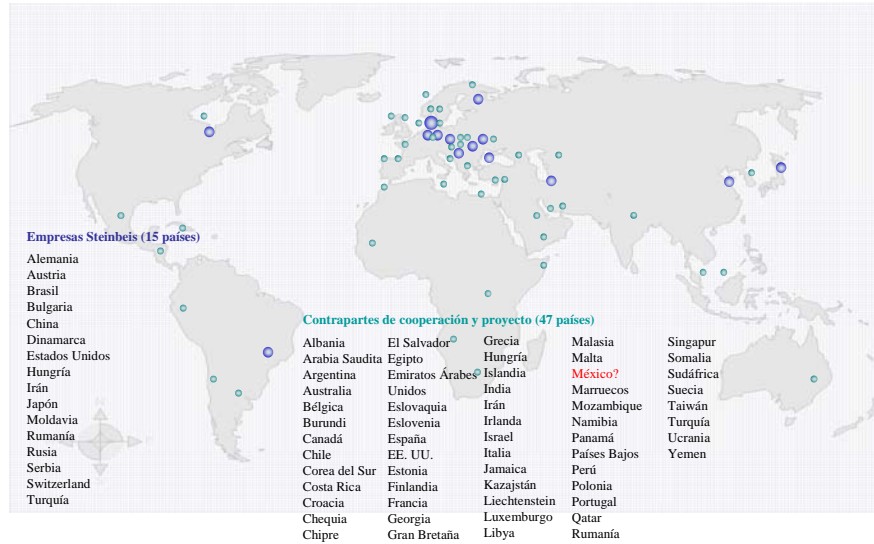 Empresas Steinbeis (15 países)
Alemania
Austria
Brasil
Bulgaria
China
Dinamarca
Estados Unidos
Hungría
Irán
Japón
Moldavia
Rumanía
Rusia
Serbia
Switzerland
Turquía
Contrapartes de cooperación y proyecto (47 países)
Albania
Arabia Saudita
Argentina
Australia
Bélgica
Burundi
Canadá
Chile
Corea del Sur
Costa Rica
Croacia
Chequia
Chipre
El Salvador
Egipto
Emiratos Árabes
Unidos
Eslovaquia
Eslovenia
España
EE. UU.
Estonia
Finlandia
Francia
Georgia
Gran Bretaña
Grecia
Hungría
Islandia
India
Irán
Irlanda
Israel
Italia
Jamaica
Kazajstán
Liechtenstein
Luxemburgo
Libya
Malasia
Malta
México?
Marruecos
Mozambique
Namibia
Panamá
Países Bajos
Perú
Polonia
Portugal
Qatar
Rumanía
Singapur
Somalia
Sudáfrica
Suecia
Taiwán
Turquía
Ucrania
Yemen
N